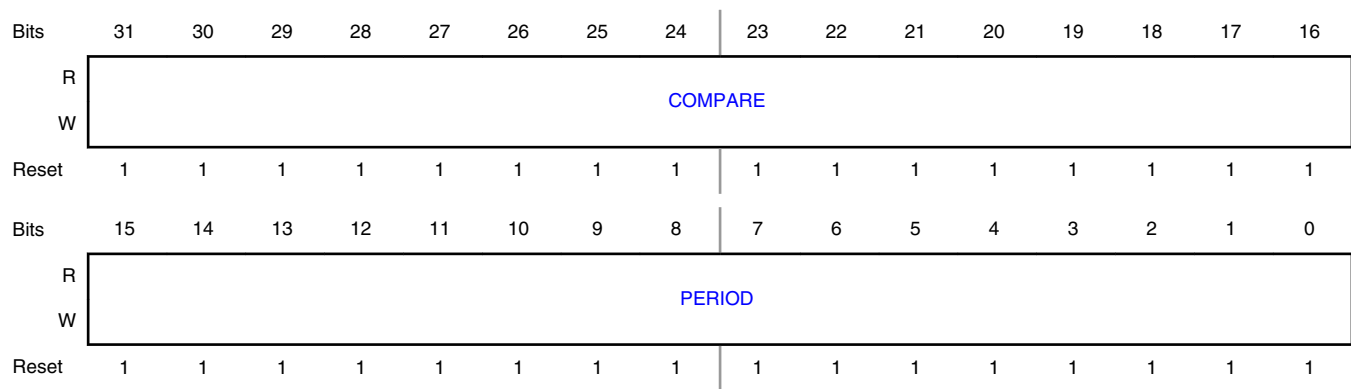 Bits 31 30 29 28 27 26 25 24 23 22 21 20 19 18 17 16
R
COMPARE
W
Reset 1 1 1 1 1 1 1 1 1 1 1 1 1 1 1 1
Bits 15 14 13 12 11 10 9 8 7 6 5 4 3 2 1 0
R
PERIOD
W
Reset 1 1 1 1 1 1 1 1 1 1 1 1 1 1 1 1